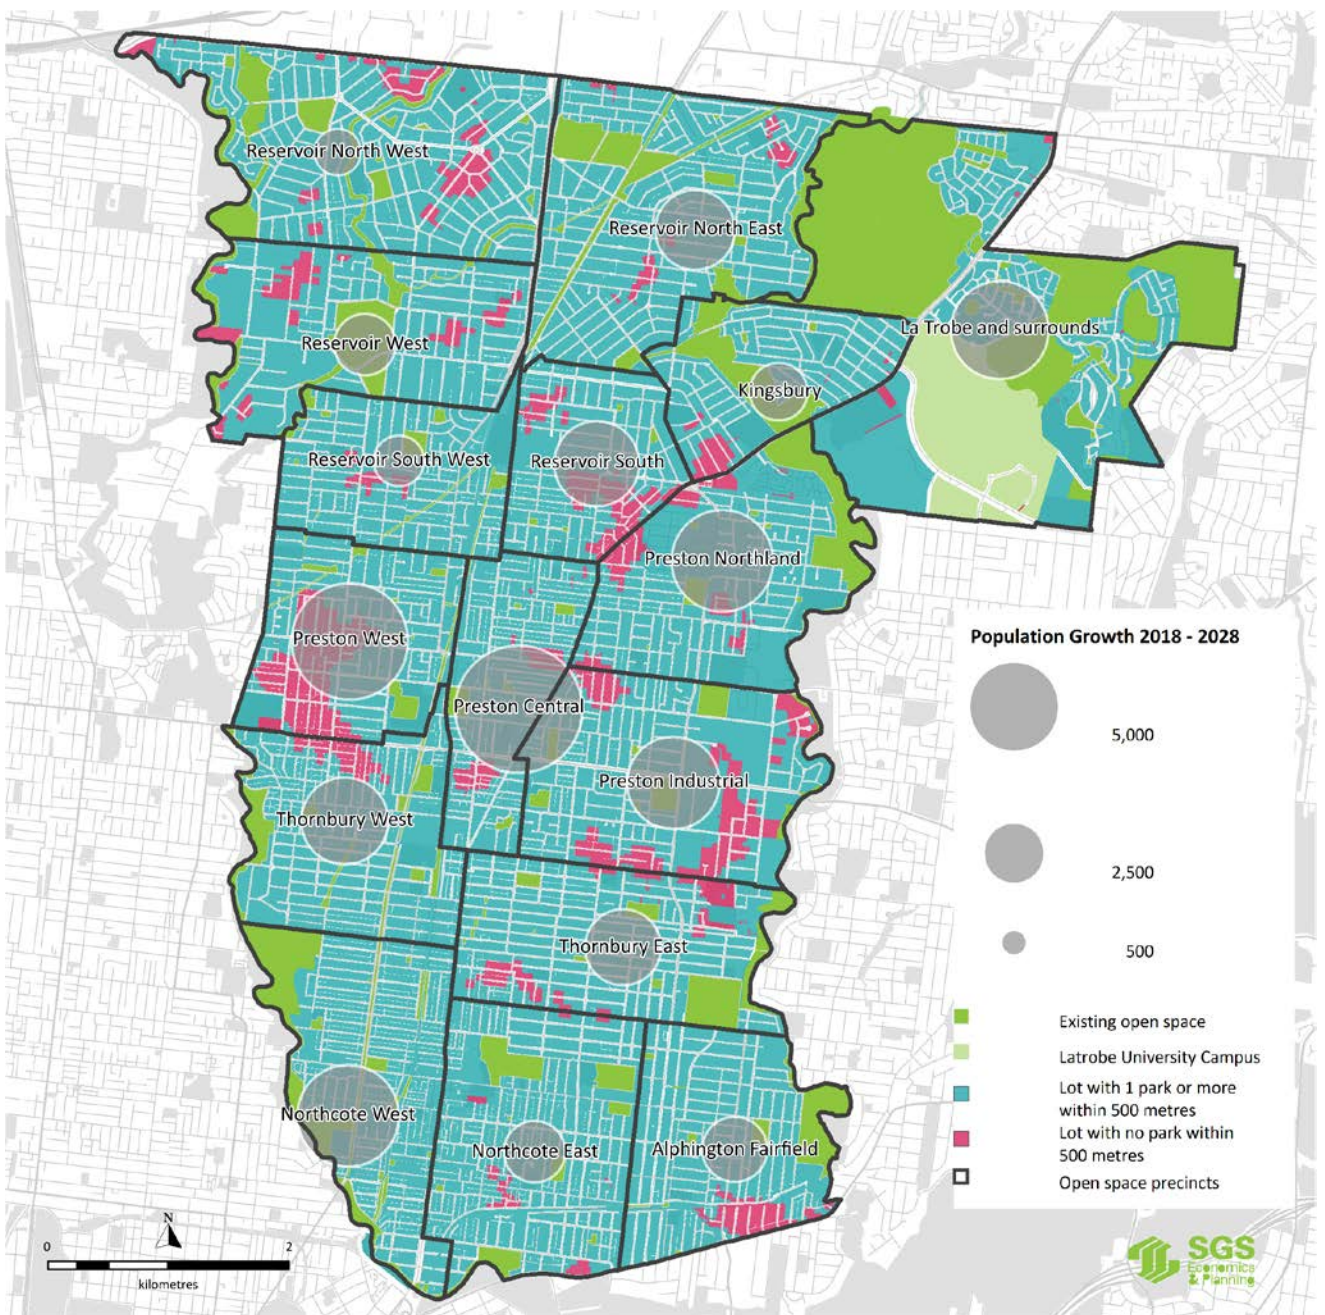 Reservoir North West
Reservoir North East
La Trobe and surrounds
Reservoir West
Kingsbury
Reservoir South West
Reservoir South
Preston Northland
Preston West
Preston Central
Preston Industrial
Thornbury West
Thornbury East
Northcote West
Northcote East
Alphington Fairfield
Population Growth 2018 - 2028
5,000
2,500
500
Existing open space
Latrobe University Campus
Lot with 1 park or more
within 500 metres
Lot with no park within
500 metres
Open space precincts
N
0
2
kilometres
SGS
Economics
& Planning